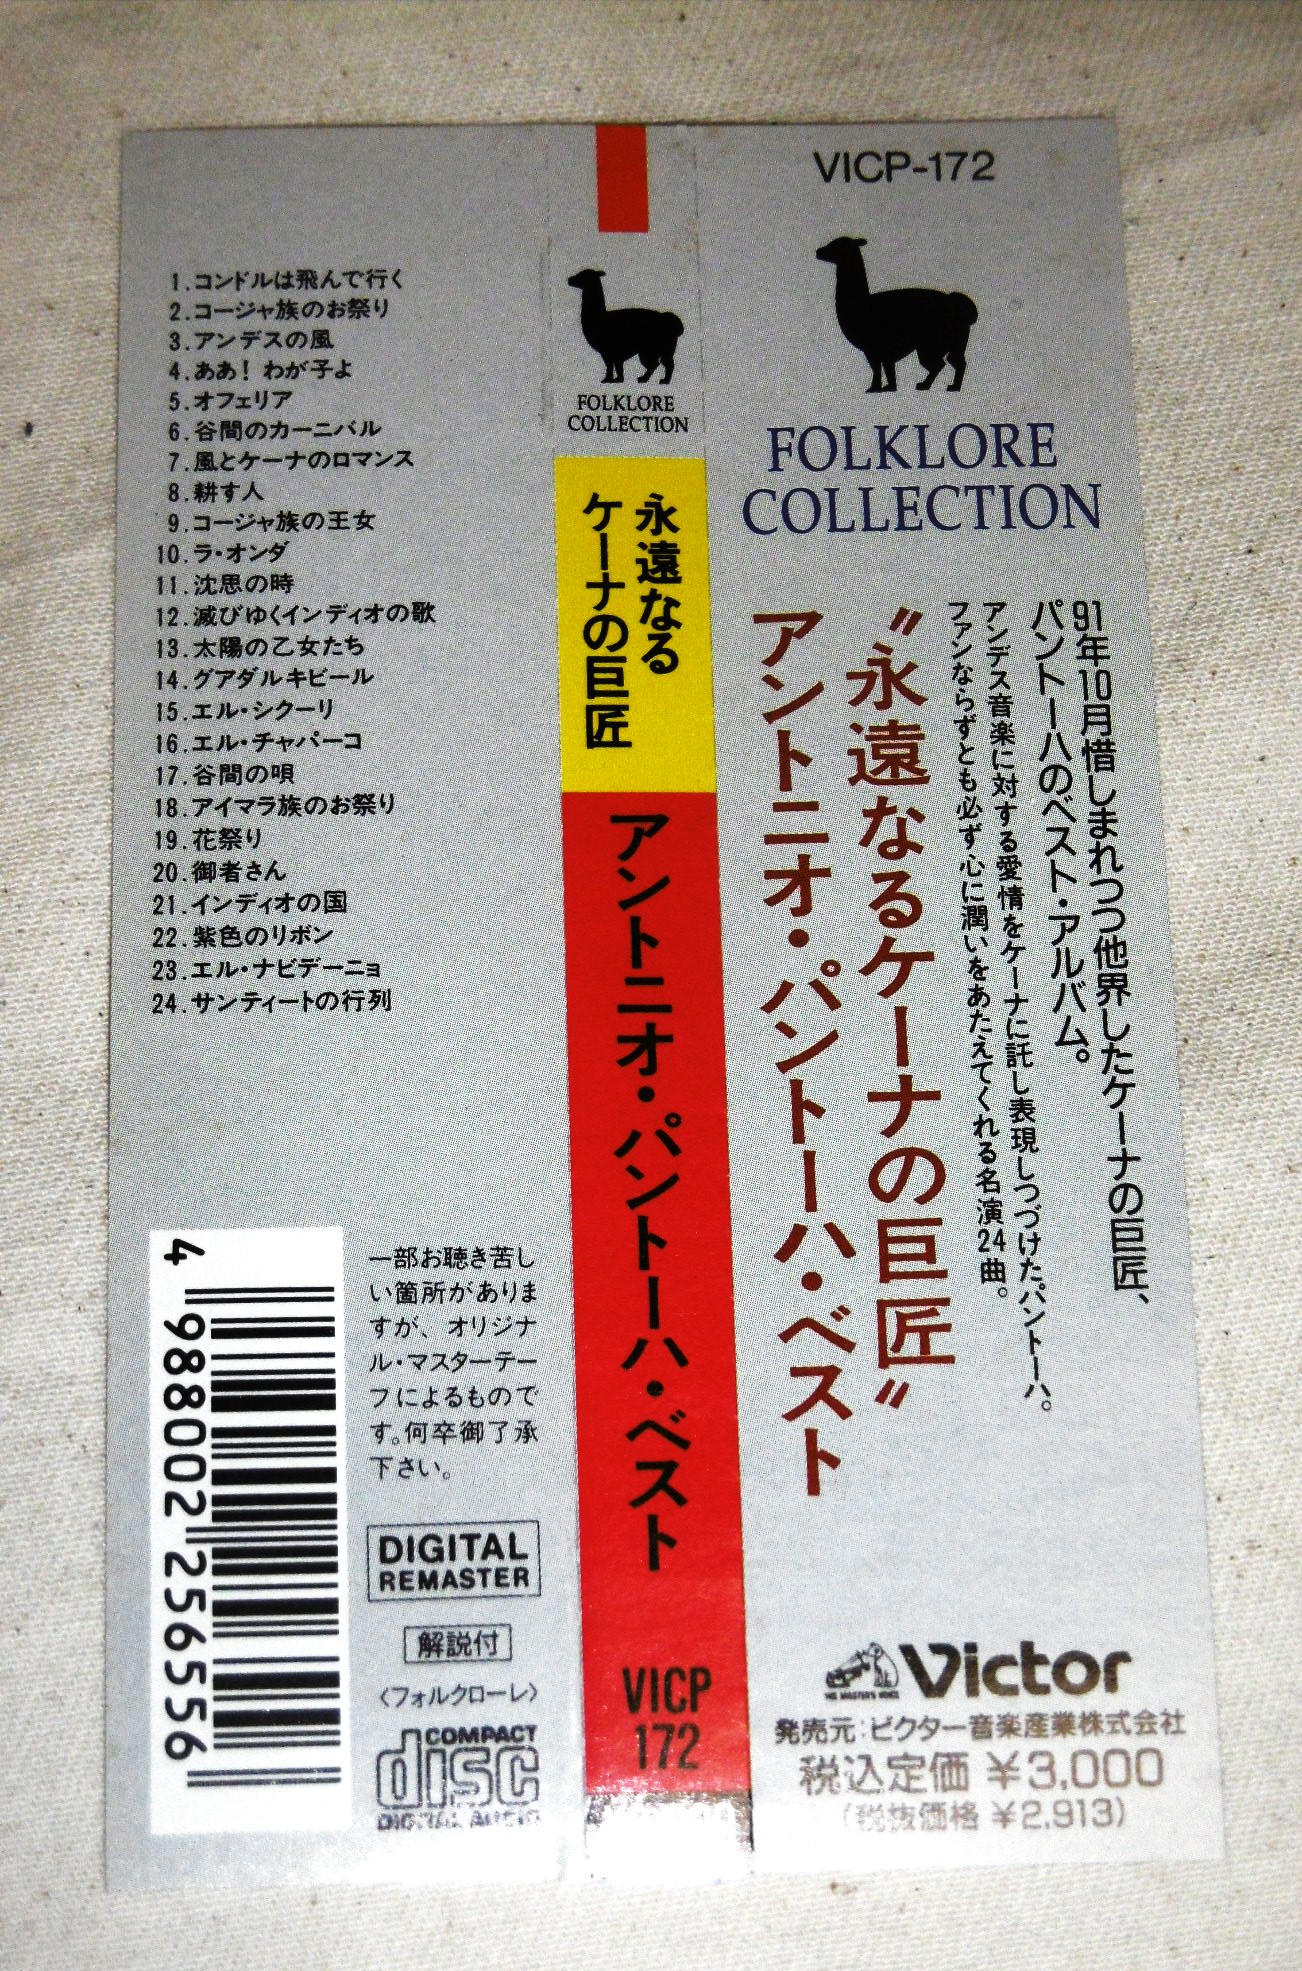 VICP-172
FOLKLORE
COLLECTION
91年10月惜しまれつつ他界したケーナの巨匠、
パントーハのベスト・アルバム。
アンデス音楽に対する愛情をケーナに託し表現しつづけたパントーハ。
ファンならずとも必ず心に潤いをあたえてくれる名演24曲。
〝永遠なるケーナの巨匠〟
アントニオ・パントーハ・ベスト
HIS MASTER'S VOICE
Victor
発売元:ビクター音楽産業株式会社
税込定価 ¥3,000
(税抜価格 ¥2,913)
FOLKLORE
COLLECTION
永遠なる
ケーナの巨匠
アントニオ・パントーハ・ベスト
VICP
172
1.コンドルは飛んで行く
2.コージャ族のお祭り
3.アンデスの風
4.ああ! わが子よ
5.オフェリア
6.谷間のカーニバル
7.風とケーナのロマンス
8.耕す人
9.コージャ族の王女
10.ラ・オンダ
11.沈思の時
12.滅びゆくインディオの歌
13.太陽の乙女たち
14.グアダルキビール
15.エル・シクーリ
16.エル・チャパーコ
17.谷間の唄
18.アイマラ族のお祭り
19.花祭り
20.御者さん
21.インディオの国
22.紫色のリボン
23.エル・ナビデーニョ
24.サンティートの行列
一部お聴き苦し
い箇所がありま
すが、オリジナ
ル・マスターテー
プによるもので
す。何卒御了承
下さい。
DIGITAL
REMASTER
解説付
〈フォルクローレ〉
COMPACT
disc
DIGITAL AUDIO
4 988002 256556